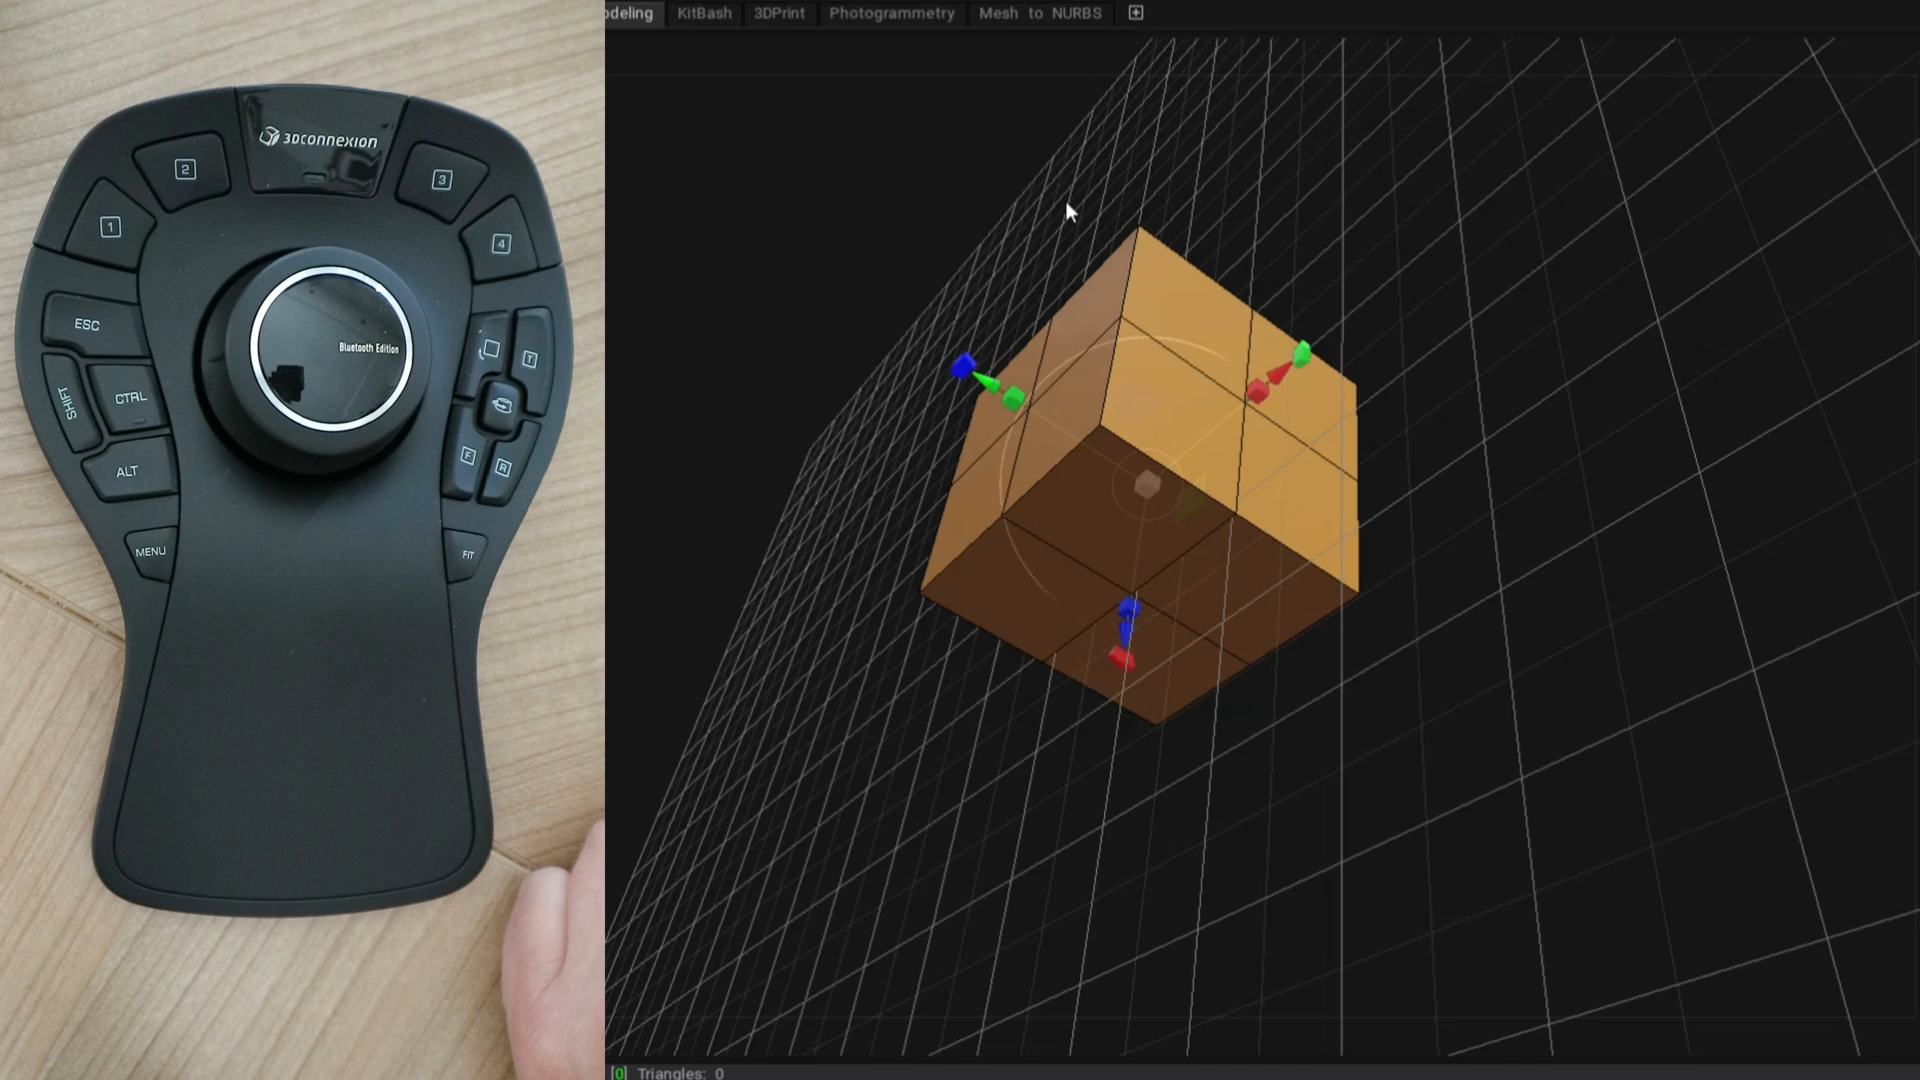 3Dconnexion
2
3
1
4
ESC
T
Bluetooth Edition
SHIFT
CTRL
ALT
F
R
MENU
FIT
odeling
KitBash
3DPrint
Photogrammetry
Mesh to NURBS
[0] Triangles: 0